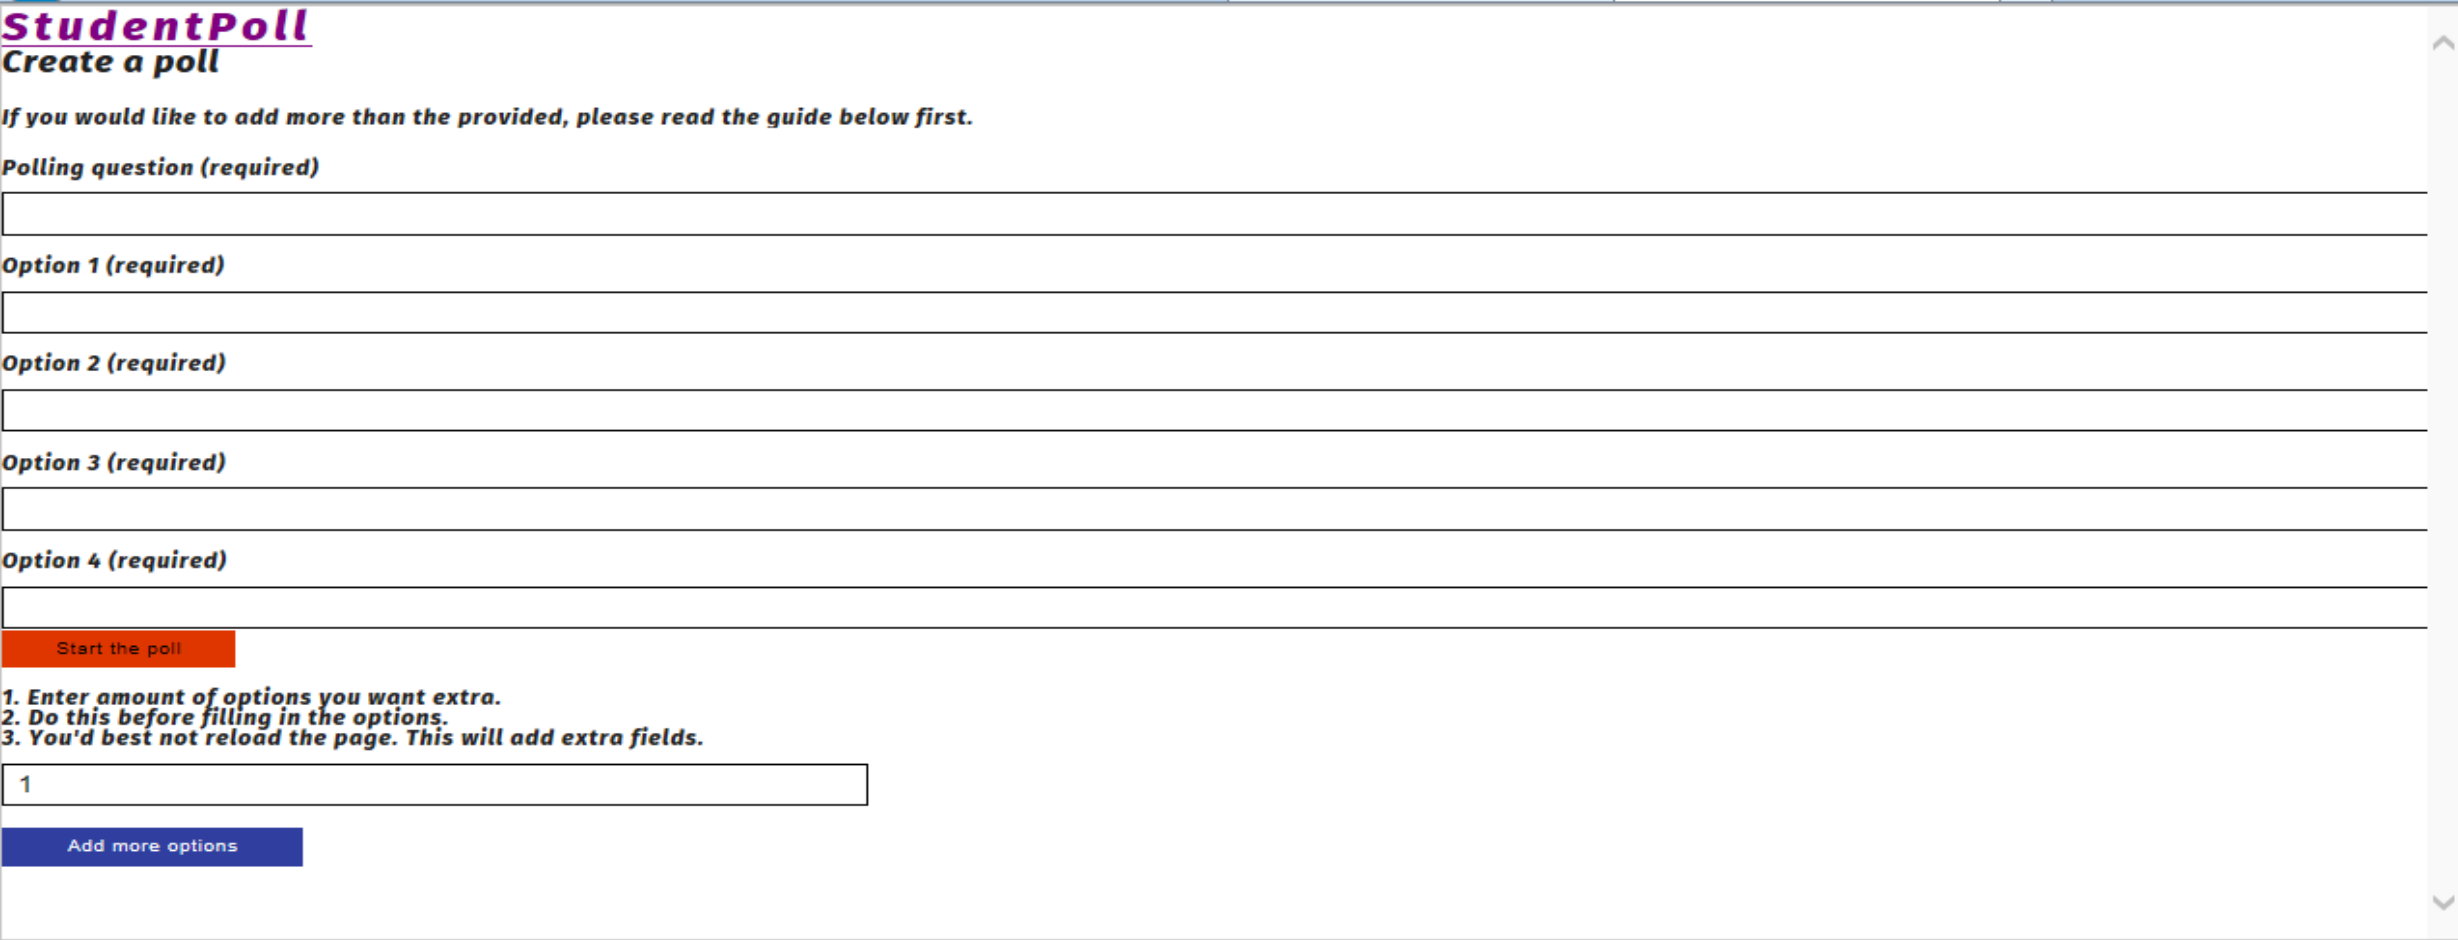 StudentPoll
Create a poll
If you would like to add more than the provided, please read the guide below first.
Polling question (required)
Option 1 (required)
Option 2 (required)
Option 3 (required)
Option 4 (required)
Start the poll
1. Enter amount of options you want extra.
2. Do this before filling in the options.
3. You'd best not reload the page. This will add extra fields.
1
Add more options